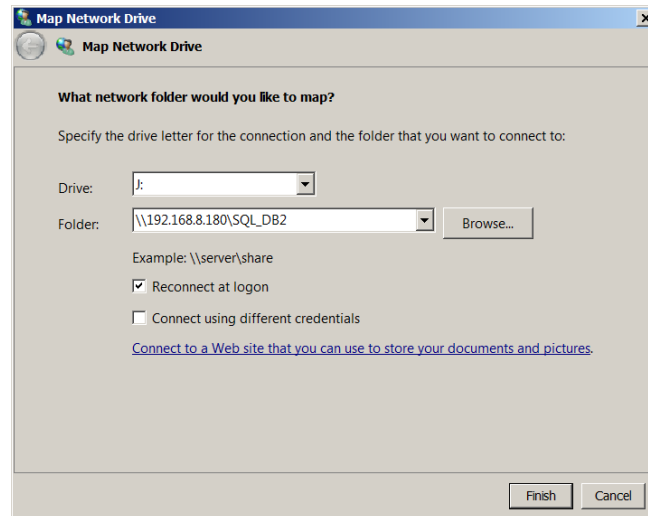 Map Network Drive
Map Network Drive
What network folder would you like to map?
Specify the drive letter for the connection and the folder that you want to connect to:
Drive: J:
Folder: \\192.168.8.180\SQL_DB2 Browse...
Example: \\server\share
Reconnect at logon
Connect using different credentials
Connect to a Web site that you can use to store your documents and pictures.
Finish Cancel